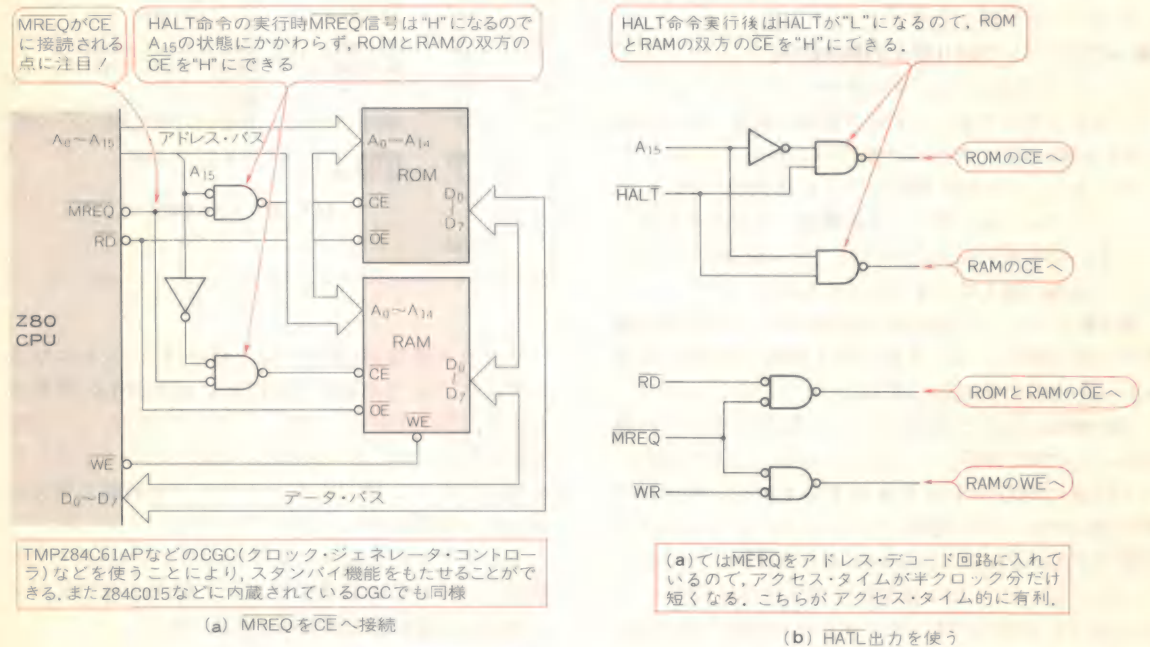 MREQがCE
に接続される
点に注目！
HALT命令の実行時MREQ信号は"H"になるので
A15の状態にかかわらず,ROMとRAMの双方の
CEを"H"にできる
A0～A15
アドレス・バス
A15
MREQ
RD
Z80
CPU
WE
D0～D7
データ・バス
A0～A14
ROM
CE
OE
D0
～
D7
A0～A14
RAM
CE
OE
WE
D0
～
D7
TMPZ84C61APなどのCGC(クロック・ジェネレータ・コントロー
ラ)などを使うことにより,スタンバイ機能をもたせることがで
きる.またZ84C015などに内蔵されているCGCでも同様
(a) MREQをCEへ接続
HALT命令実行後はHALTが"L"になるので,ROM
とRAMの双方のCEを"H"にできる.
A15
HALT
ROMのCEへ
RAMのCEへ
RD
MREQ
WR
ROMとRAMのOEへ
RAMのWEへ
(a)ではMERQをアドレス・デコード回路に入れて
いるので,アクセス・タイムが半クロック分だけ
短くなる.こちらがアクセス・タイム的に有利.
(b) HATL出力を使う